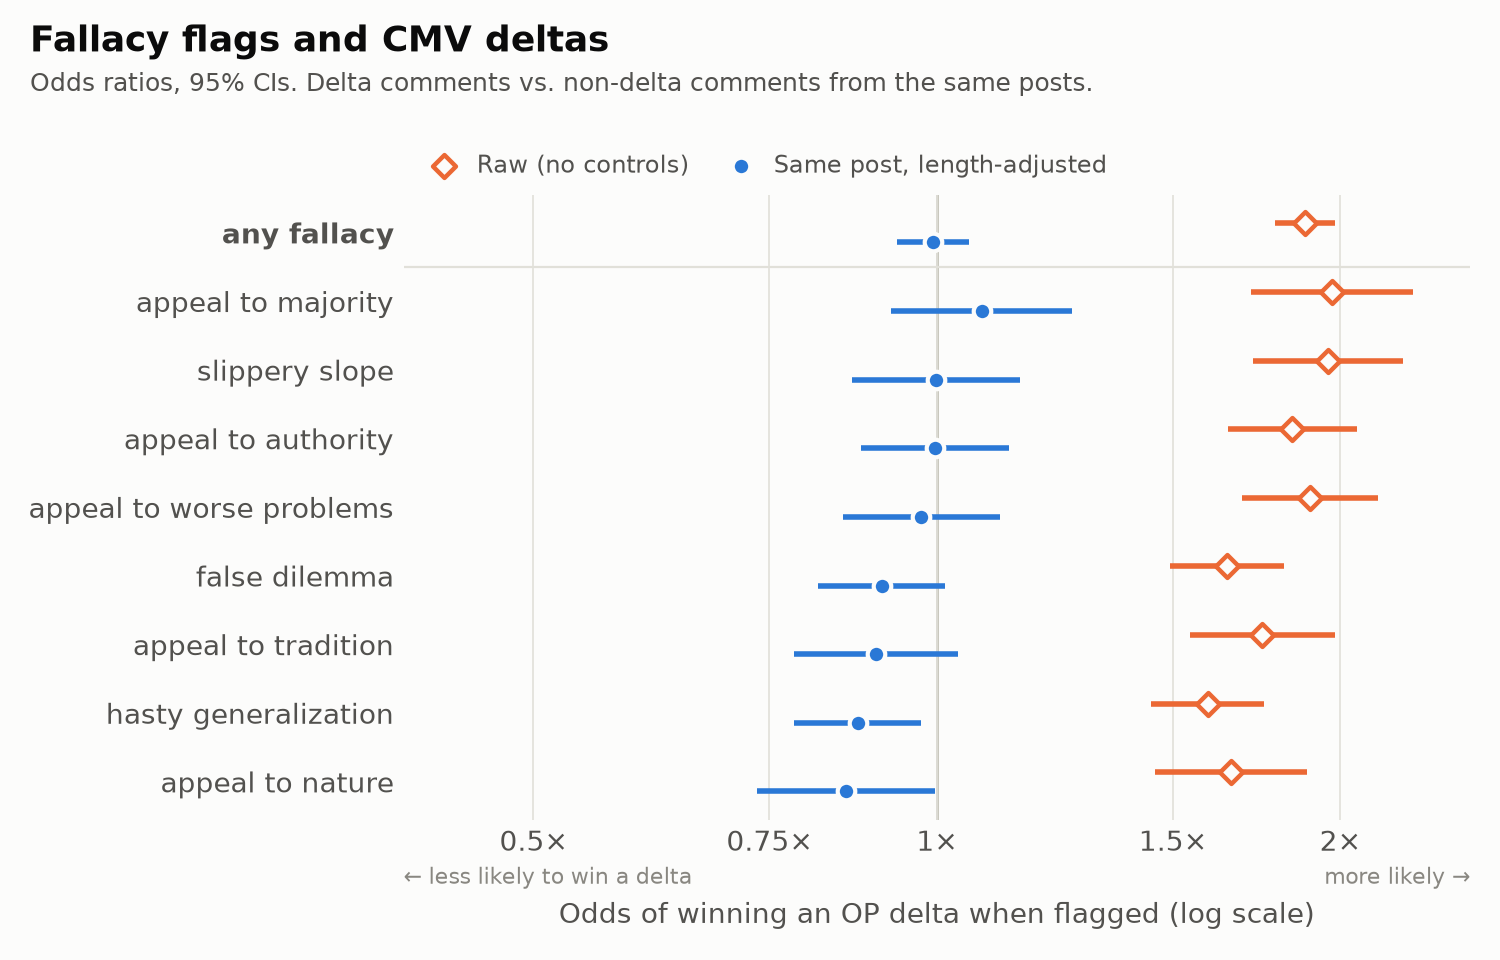 Fallacy flags and CMV deltas
Odds ratios, 95% CIs. Delta comments vs. non-delta comments from the same posts.
Raw (no controls)
Same post, length-adjusted
any fallacy
appeal to majority
slippery slope
appeal to authority
appeal to worse problems
false dilemma
appeal to tradition
hasty generalization
appeal to nature
0.5× 0.75× 1× 1.5× 2×
← less likely to win a delta
more likely →
Odds of winning an OP delta when flagged (log scale)